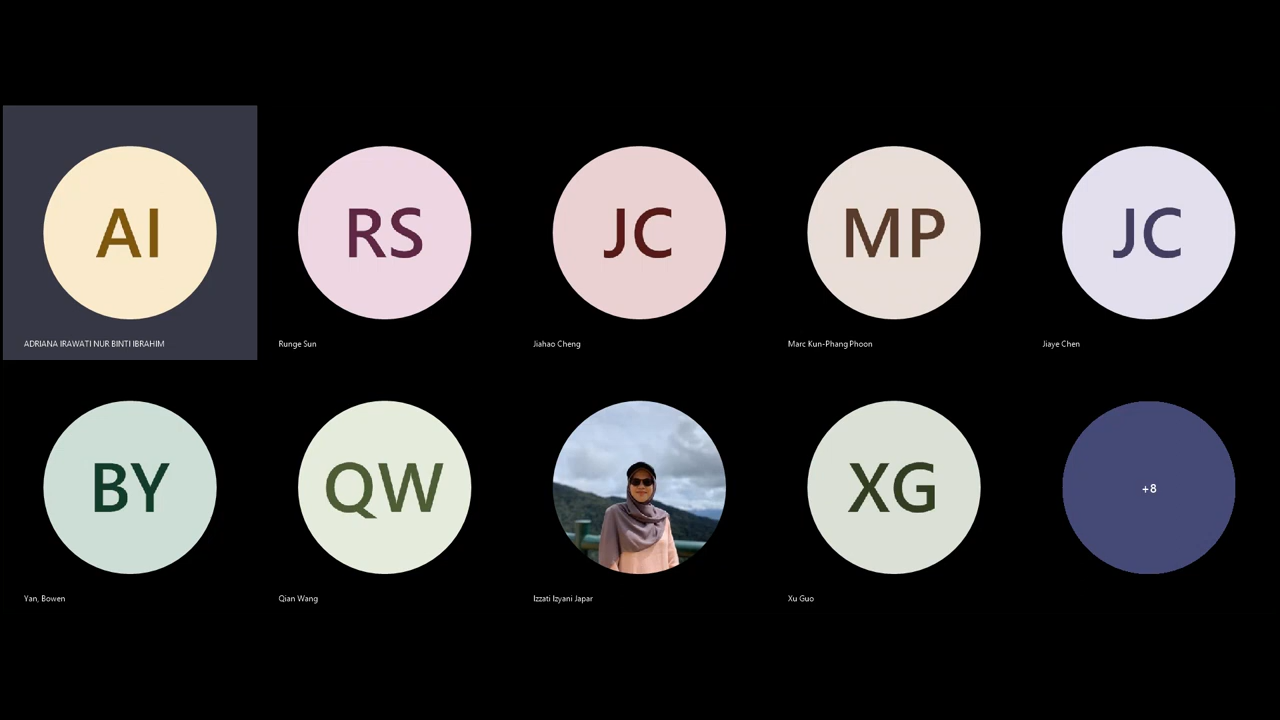 AI
RS
JC
MP
JC
ADRIANA IRAWATI NUR BINTI IBRAHIM
Runge Sun
Jiahao Cheng
Marc Kun-Phang Phoon
Jiaye Chen
BY
QW
XG
+8
Yan, Bowen
Qian Wang
Izzati Izyani Japar
Xu Guo